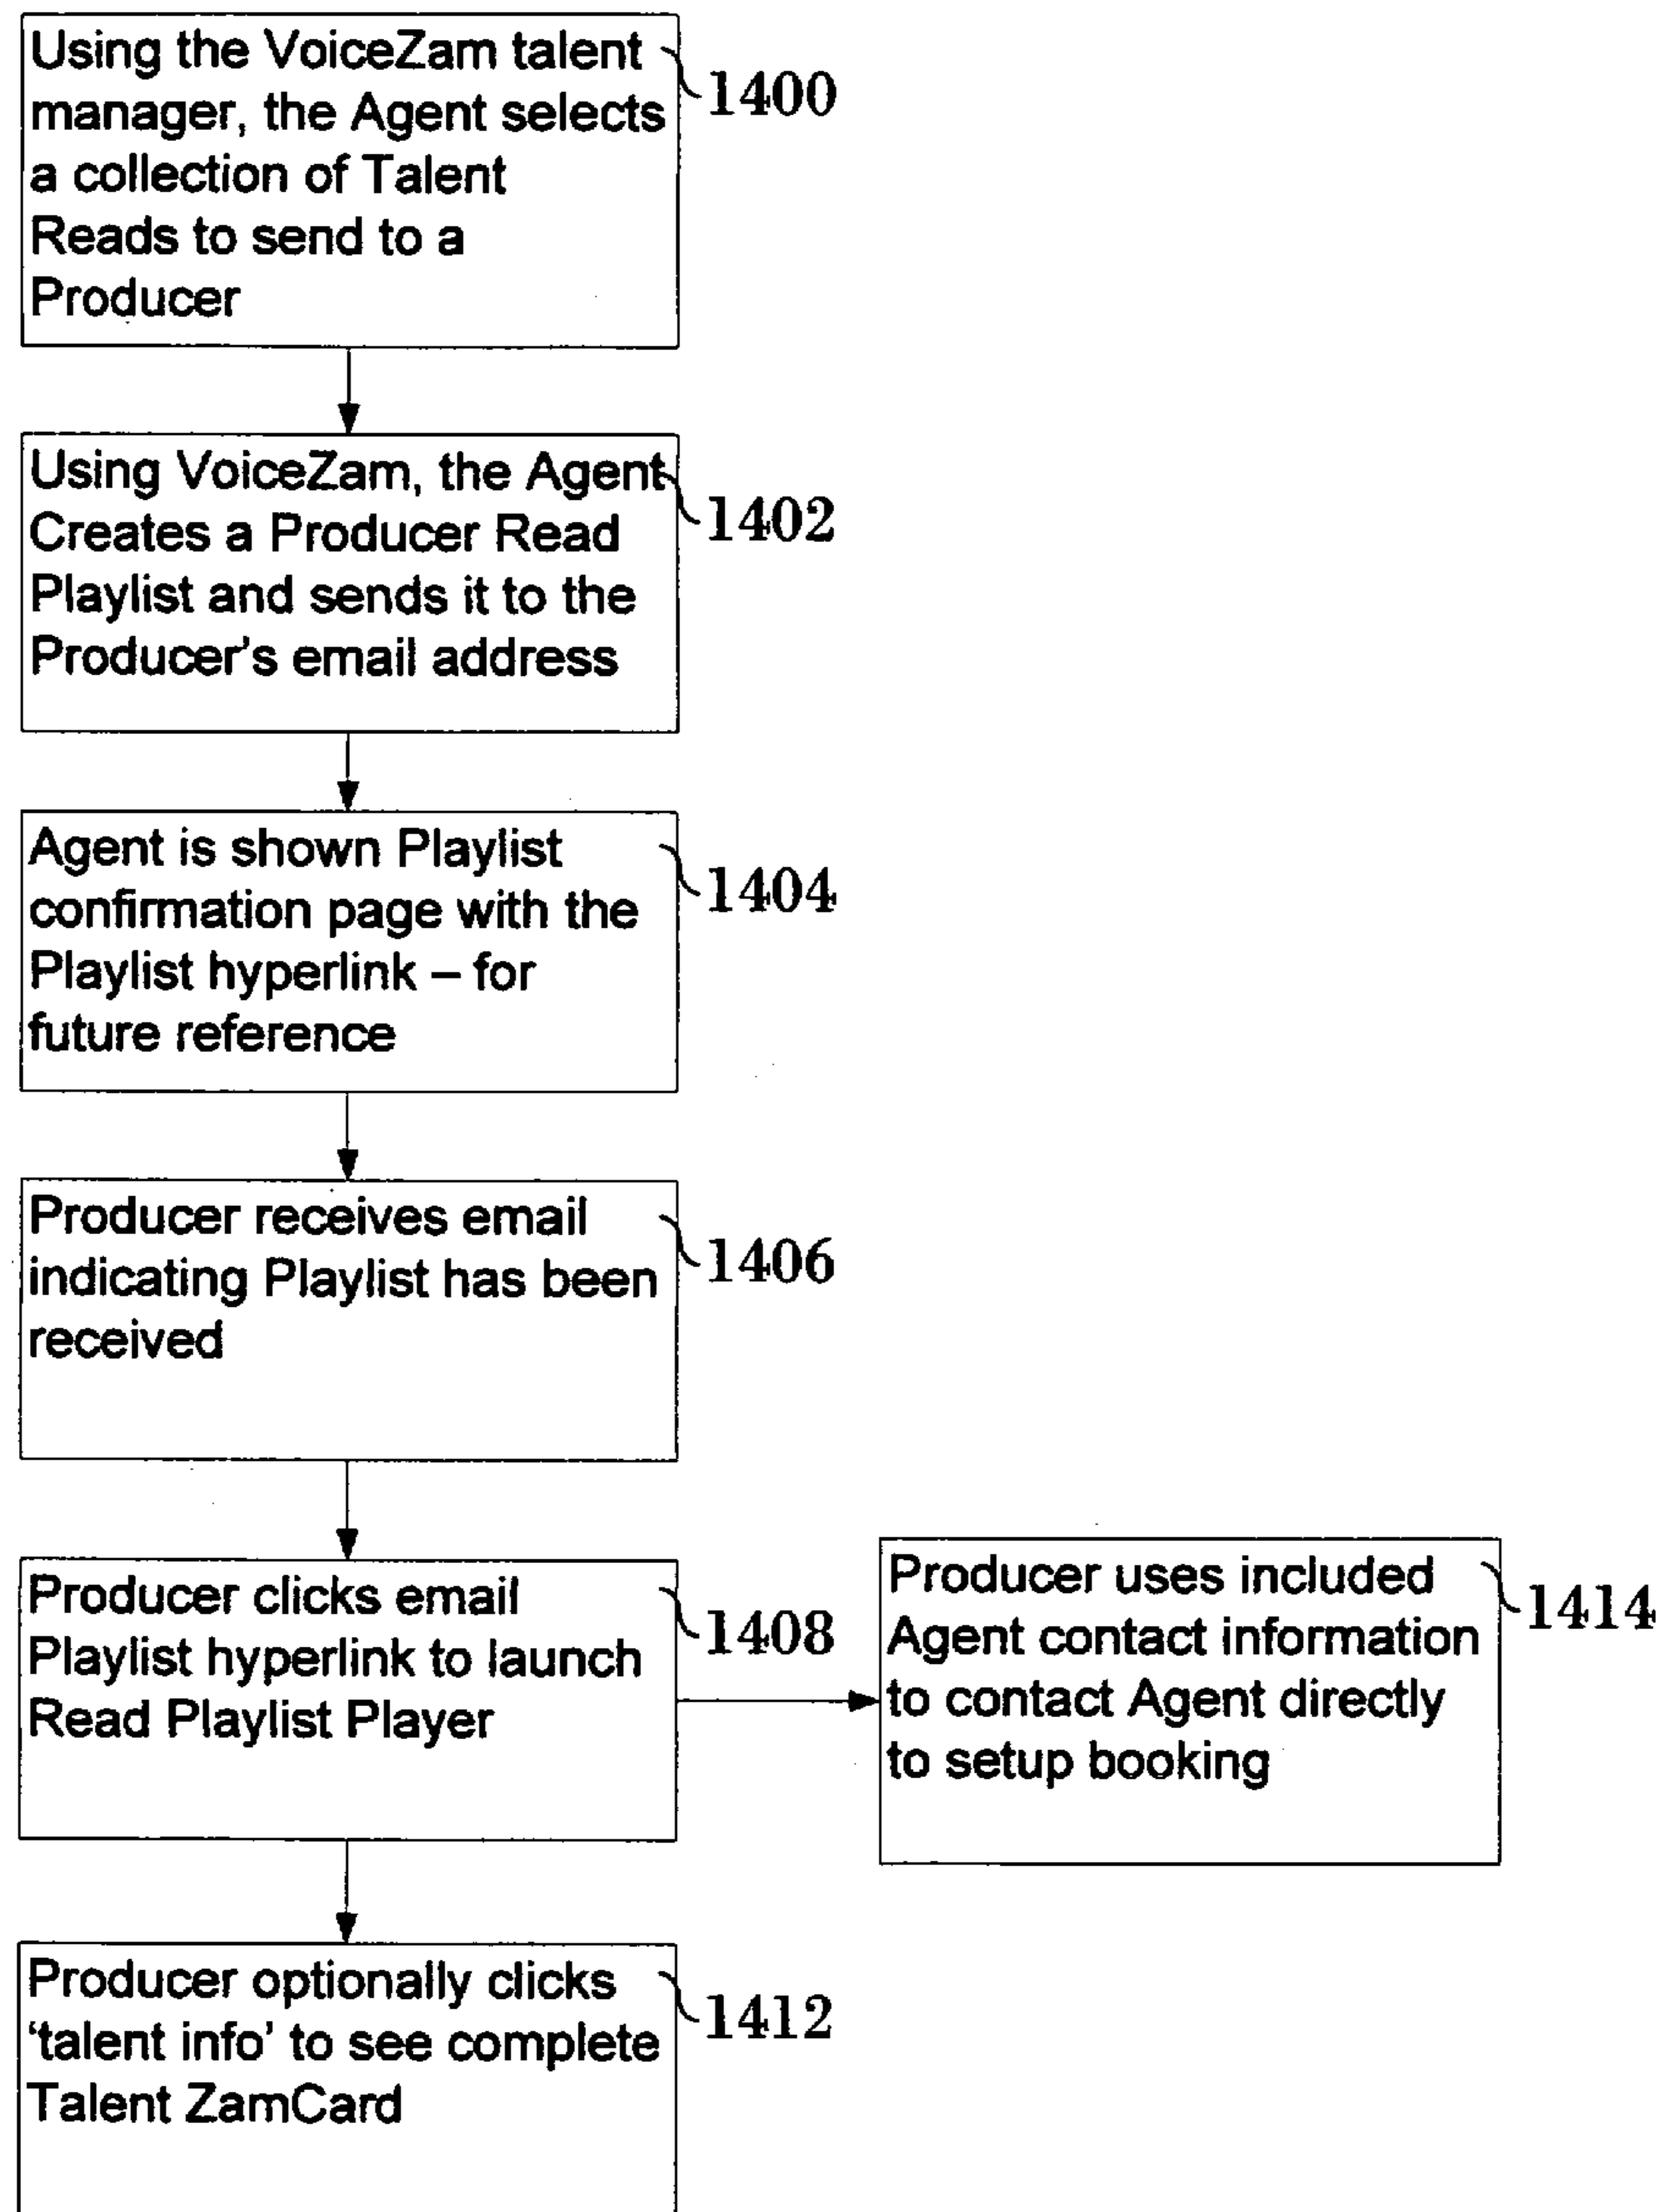 Using the VoiceZam talent
manager, the Agent selects
a collection of Talent
Reads to send to a
Producer
1400
Using VoiceZam, the Agent
Creates a Producer Read
Playlist and sends it to the
Producer's email address
1402
Agent is shown Playlist
confirmation page with the
Playlist hyperlink – for
future reference
1404
Producer receives email
indicating Playlist has been
received
1406
Producer clicks email
Playlist hyperlink to launch
Read Playlist Player
1408
Producer uses included
Agent contact information
to contact Agent directly
to setup booking
1414
Producer optionally clicks
'talent info' to see complete
Talent ZamCard
1412